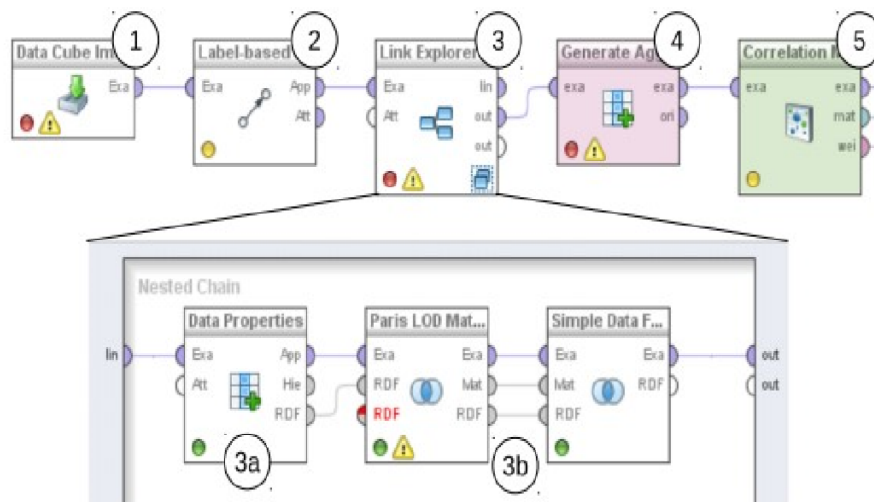 Data Cube Im
1
Label-based
2
Link Explorer
3
Generate Agg
4
Correlation M
5
Exa
Exa
App
Att
Exa
Att
lin
out
out
exa
exa
ori
exa
exa
mat
wei
Nested Chain
Data Properties
Paris LOD Mat...
Simple Data F...
lin
Exa
Att
App
Hie
RDF
Exa
RDF
RDF
Exa
Mat
RDF
Exa
Mat
RDF
Exa
RDF
out
out
3a
3b